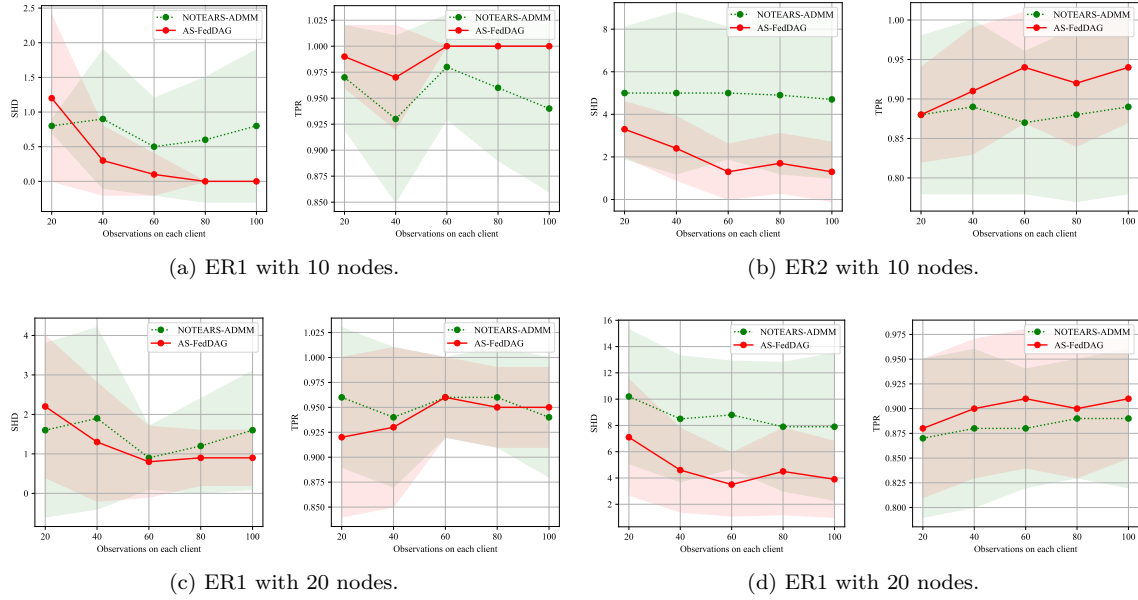 NOTEARS-ADMM
AS-FedDAG
2.5
2.0
1.5
1.0
0.5
0.0
SHD
20 40 60 80 100
Observations on each client
NOTEARS-ADMM
AS-FedDAG
1.025
1.000
0.975
0.950
0.925
0.900
0.875
0.850
TPR
20 40 60 80 100
Observations on each client
(a) ER1 with 10 nodes.
NOTEARS-ADMM
AS-FedDAG
8
6
4
2
0
SHD
20 40 60 80 100
Observations on each client
NOTEARS-ADMM
AS-FedDAG
1.00
0.95
0.90
0.85
0.80
TPR
20 40 60 80 100
Observations on each client
(b) ER2 with 10 nodes.
NOTEARS-ADMM
AS-FedDAG
4
3
2
1
0
SHD
20 40 60 80 100
Observations on each client
NOTEARS-ADMM
AS-FedDAG
1.025
1.000
0.975
0.950
0.925
0.900
0.875
0.850
TPR
20 40 60 80 100
Observations on each client
(c) ER1 with 20 nodes.
NOTEARS-ADMM
AS-FedDAG
16
14
12
10
8
6
4
2
SHD
20 40 60 80 100
Observations on each client
NOTEARS-ADMM
AS-FedDAG
0.975
0.950
0.925
0.900
0.875
0.850
0.825
0.800
TPR
20 40 60 80 100
Observations on each client
(d) ER1 with 20 nodes.